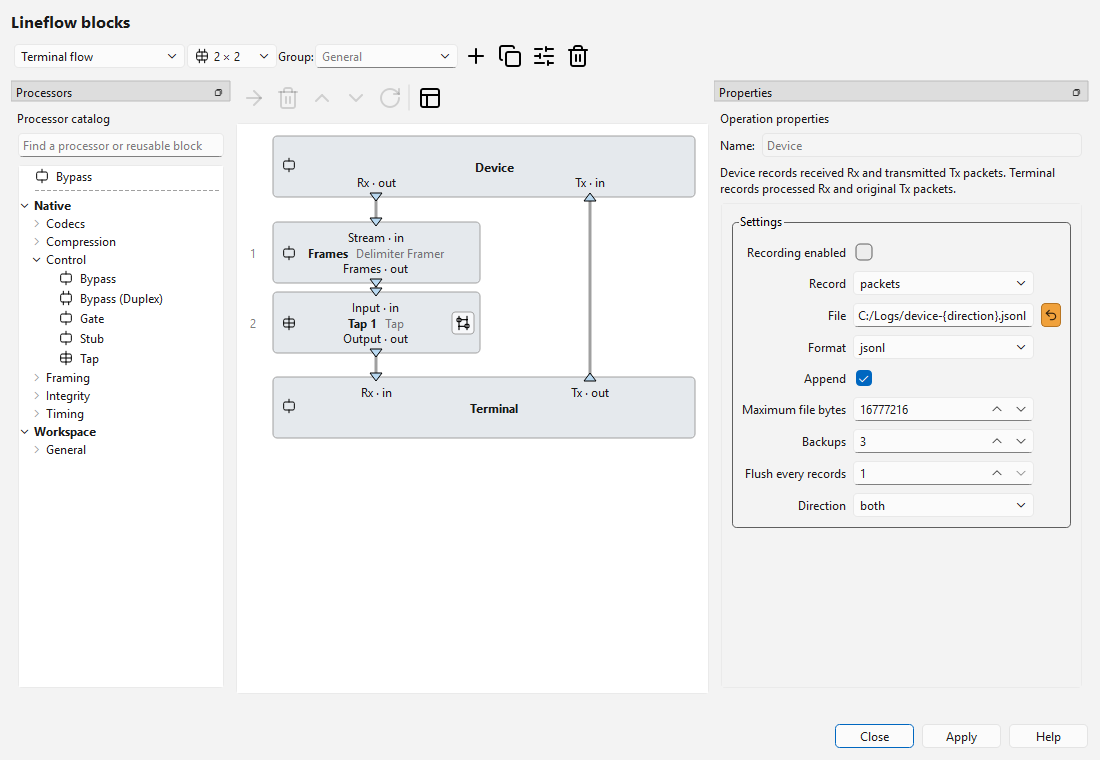 Lineflow blocks
Terminal flow
2 × 2
Group:
General
Processors
Processor catalog
Find a processor or reusable block
Bypass
Native
Codecs
Compression
Control
Bypass
Bypass (Duplex)
Gate
Stub
Tap
Framing
Integrity
Timing
Workspace
General
Device
Rx · out
Tx · in
1
Stream · in
Frames Delimiter Framer
Frames · out
2
Input · in
Tap 1 Tap
Output · out
Rx · in
Tx · out
Terminal
Properties
Operation properties
Name: Device
Device records received Rx and transmitted Tx packets. Terminal
records processed Rx and original Tx packets.
Settings
Recording enabled
Record packets
File C:/Logs/device-{direction}.jsonl
Format jsonl
Append
Maximum file bytes 16777216
Backups 3
Flush every records 1
Direction both
Close
Apply
Help